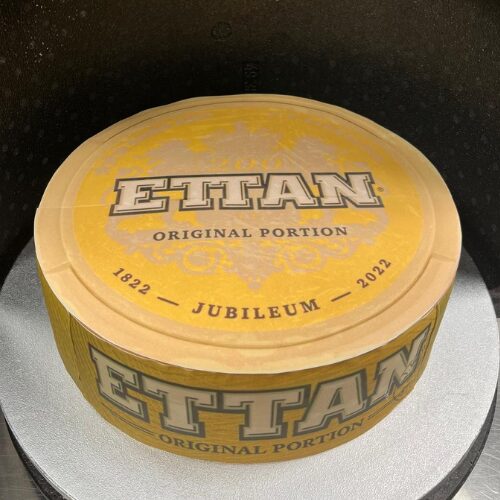 ETTAN®
ORIGINAL PORTION
1822 — JUBILEUM — 2022
ETTAN
ORIGINAL PORTION